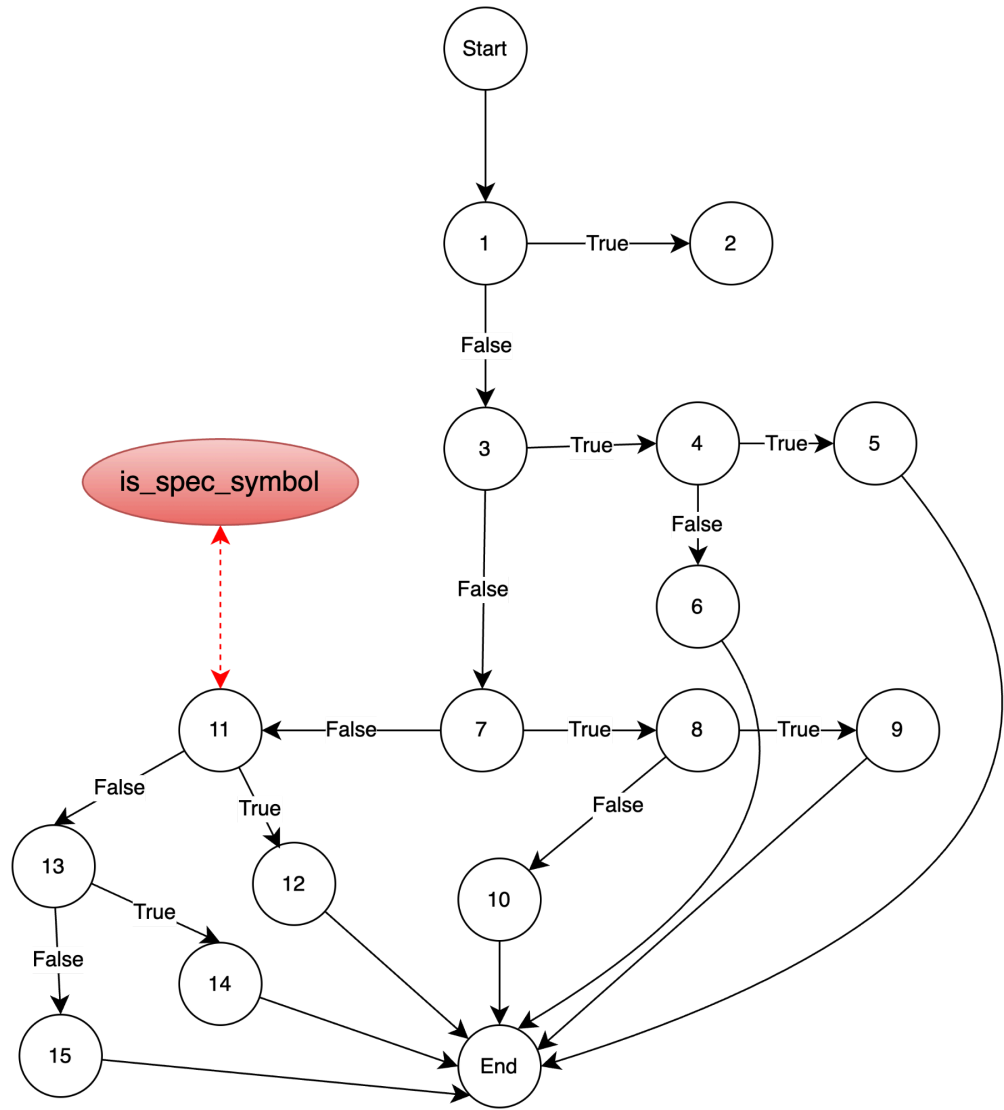 Start
1
True
2
False
3
True
4
True
5
is_spec_symbol
False
6
False
11
False
7
True
8
True
9
False
True
False
13
12
10
True
False
14
15
End